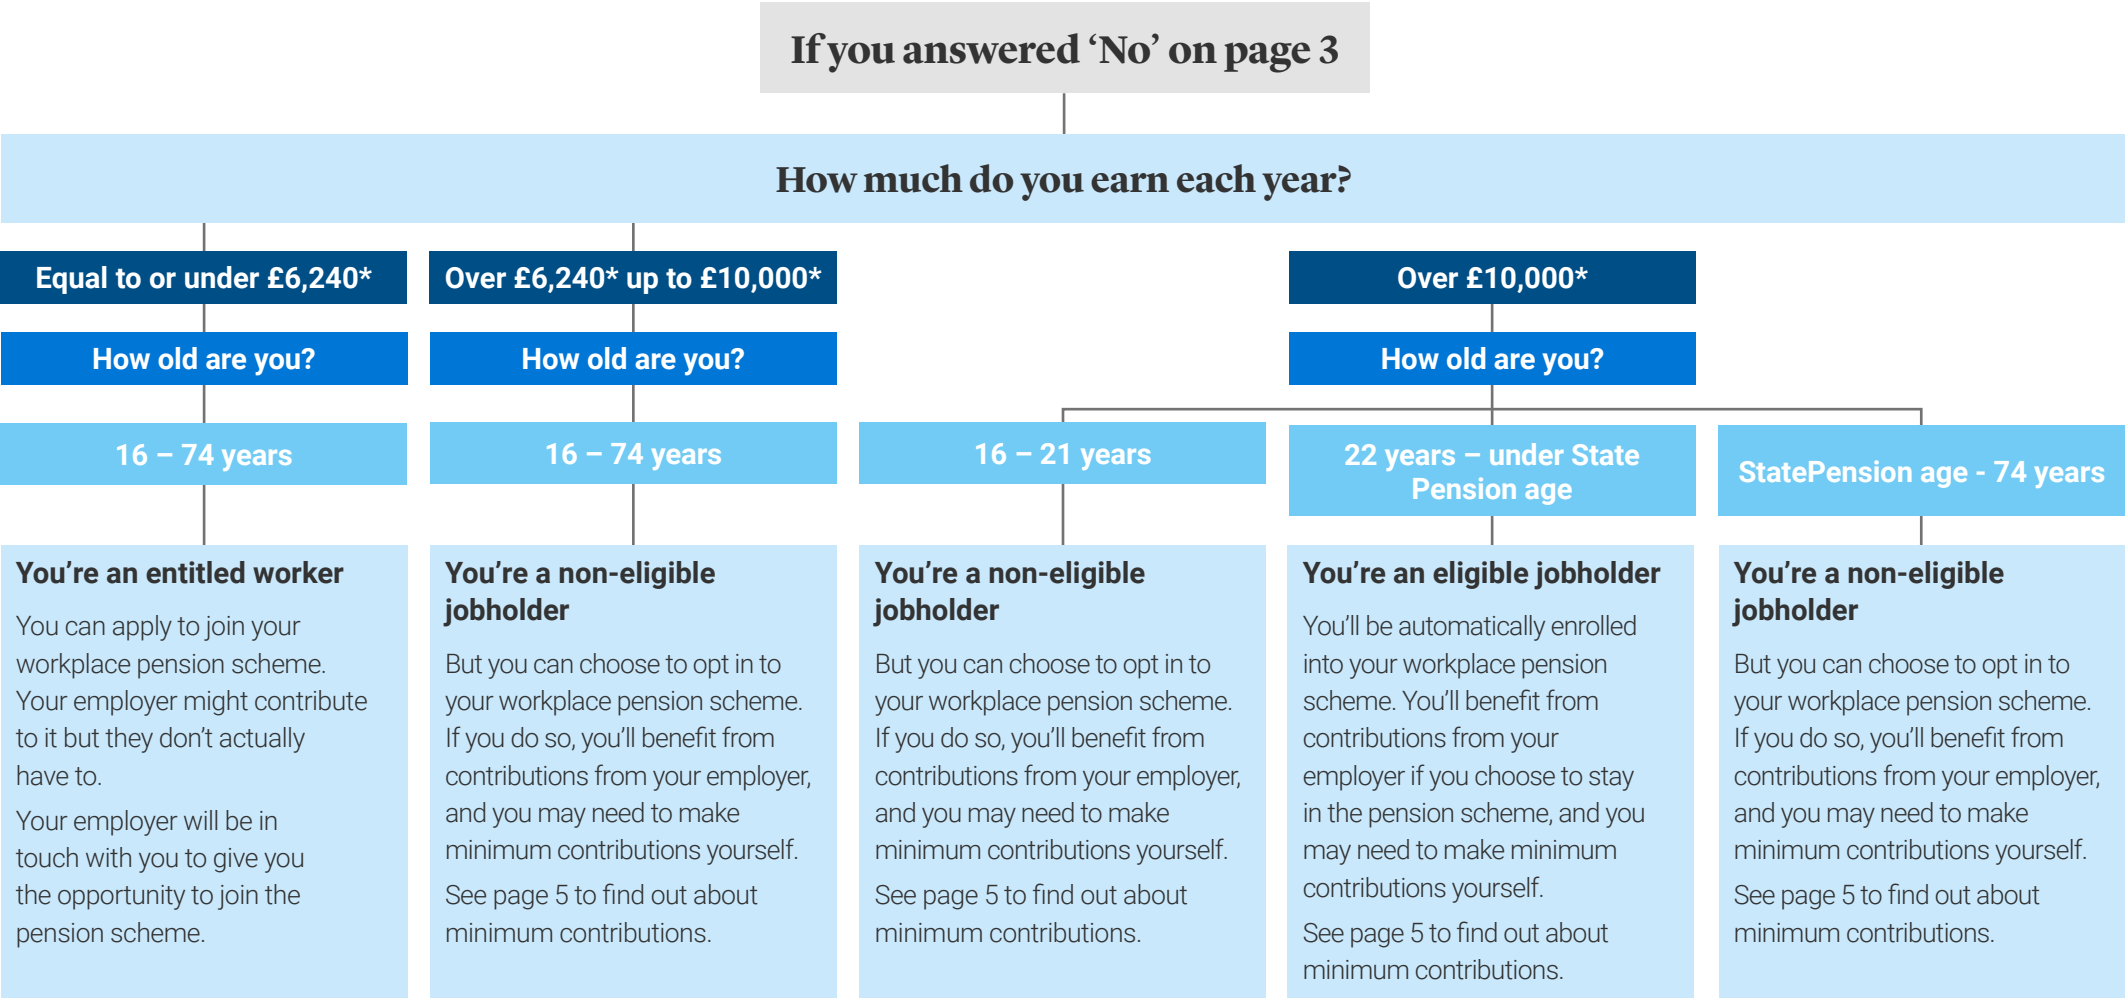 If you answered ‘No’ on page 3
How much do you earn each year?
Equal to or under £6,240*
How old are you?
16 – 74 years
You’re an entitled worker
You can apply to join your
workplace pension scheme.
Your employer might contribute
to it but they don’t actually
have to.
Your employer will be in
touch with you to give you
the opportunity to join the
pension scheme.
Over £6,240* up to £10,000*
How old are you?
16 – 74 years
You’re a non-eligible
jobholder
But you can choose to opt in to
your workplace pension scheme.
If you do so, you’ll benefit from
contributions from your employer,
and you may need to make
minimum contributions yourself.
See page 5 to find out about
minimum contributions.
Over £10,000*
How old are you?
16 – 21 years
You’re a non-eligible
jobholder
But you can choose to opt in to
your workplace pension scheme.
If you do so, you’ll benefit from
contributions from your employer,
and you may need to make
minimum contributions yourself.
See page 5 to find out about
minimum contributions.
22 years – under State
Pension age
You’re an eligible jobholder
You’ll be automatically enrolled
into your workplace pension
scheme. You’ll benefit from
contributions from your
employer if you choose to stay
in the pension scheme, and you
may need to make minimum
contributions yourself.
See page 5 to find out about
minimum contributions.
StatePension age - 74 years
You’re a non-eligible
jobholder
But you can choose to opt in to
your workplace pension scheme.
If you do so, you’ll benefit from
contributions from your employer,
and you may need to make
minimum contributions yourself.
See page 5 to find out about
minimum contributions.